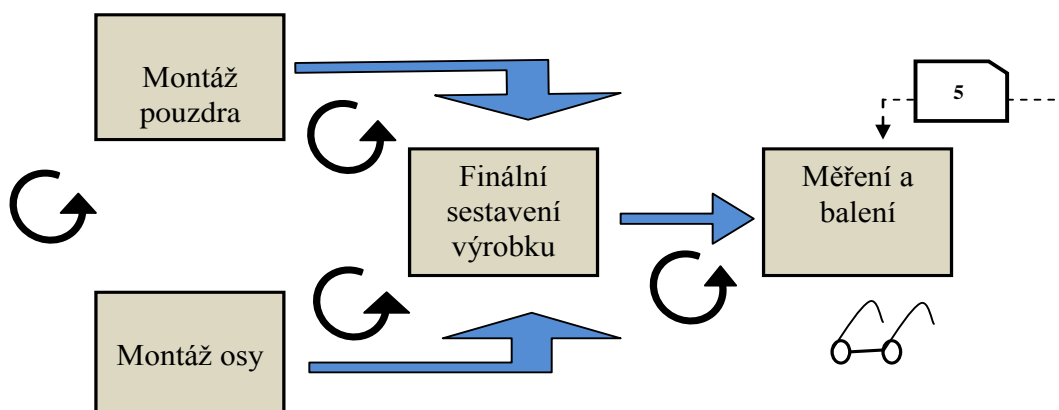 Montáž
pouzdra
5
Finální
sestavení
výrobku
Měření a
balení
Montáž osy